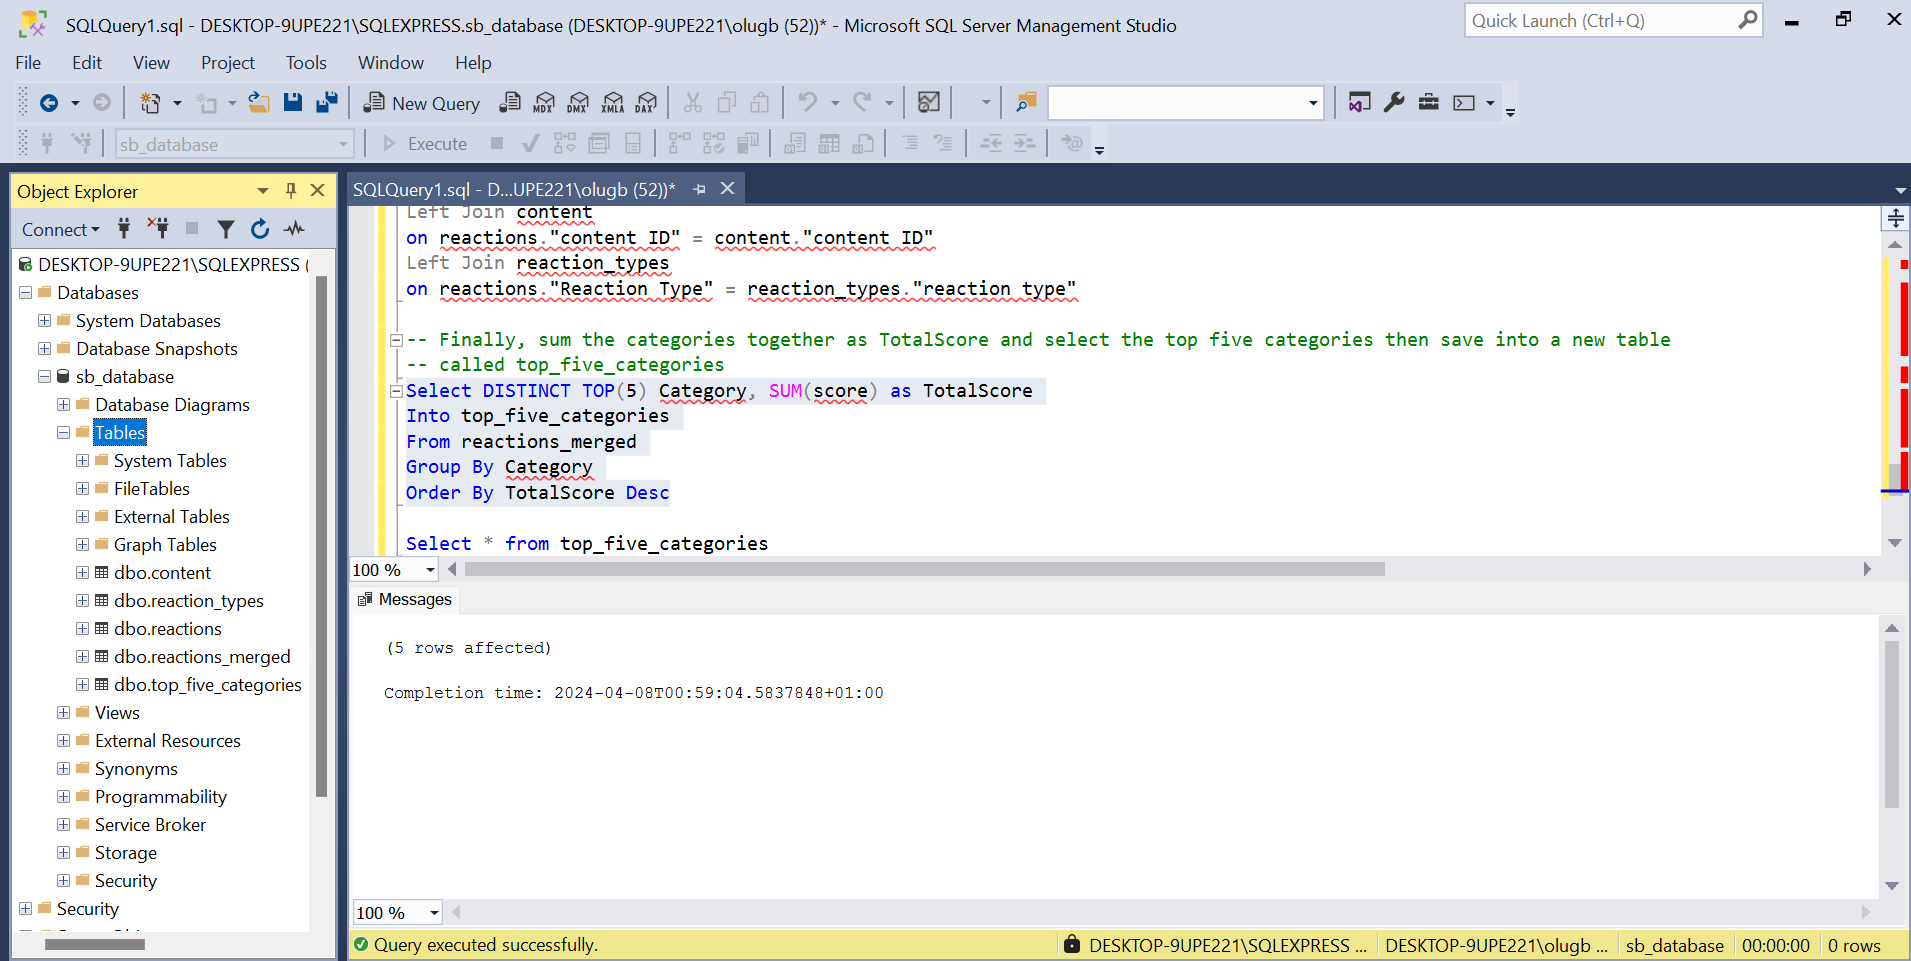 SQLQuery1.sql - DESKTOP-9UPE221\SQLEXPRESS.sb_database (DESKTOP-9UPE221\olugb (52))* - Microsoft SQL Server Management Studio
Quick Launch (Ctrl+Q)
File Edit View Project Tools Window Help
New Query MDX DMX XMLA DAX
sb_database Execute
Object Explorer
Connect
DESKTOP-9UPE221\SQLEXPRESS (
Databases
System Databases
Database Snapshots
sb_database
Database Diagrams
Tables
System Tables
FileTables
External Tables
Graph Tables
dbo.content
dbo.reaction_types
dbo.reactions
dbo.reactions_merged
dbo.top_five_categories
Views
External Resources
Synonyms
Programmability
Service Broker
Storage
Security
Security
SQLQuery1.sql - D...UPE221\olugb (52))*
Left Join content
on reactions."content ID" = content."content ID"
Left Join reaction_types
on reactions."Reaction Type" = reaction_types."reaction type"
-- Finally, sum the categories together as TotalScore and select the top five categories then save into a new table
-- called top_five_categories
Select DISTINCT TOP(5) Category, SUM(score) as TotalScore
Into top_five_categories
From reactions_merged
Group By Category
Order By TotalScore Desc
Select * from top_five_categories
100 %
Messages
(5 rows affected)
Completion time: 2024-04-08T00:59:04.5837848+01:00
100 %
Query executed successfully. DESKTOP-9UPE221\SQLEXPRESS ... DESKTOP-9UPE221\olugb ... sb_database 00:00:00 0 rows